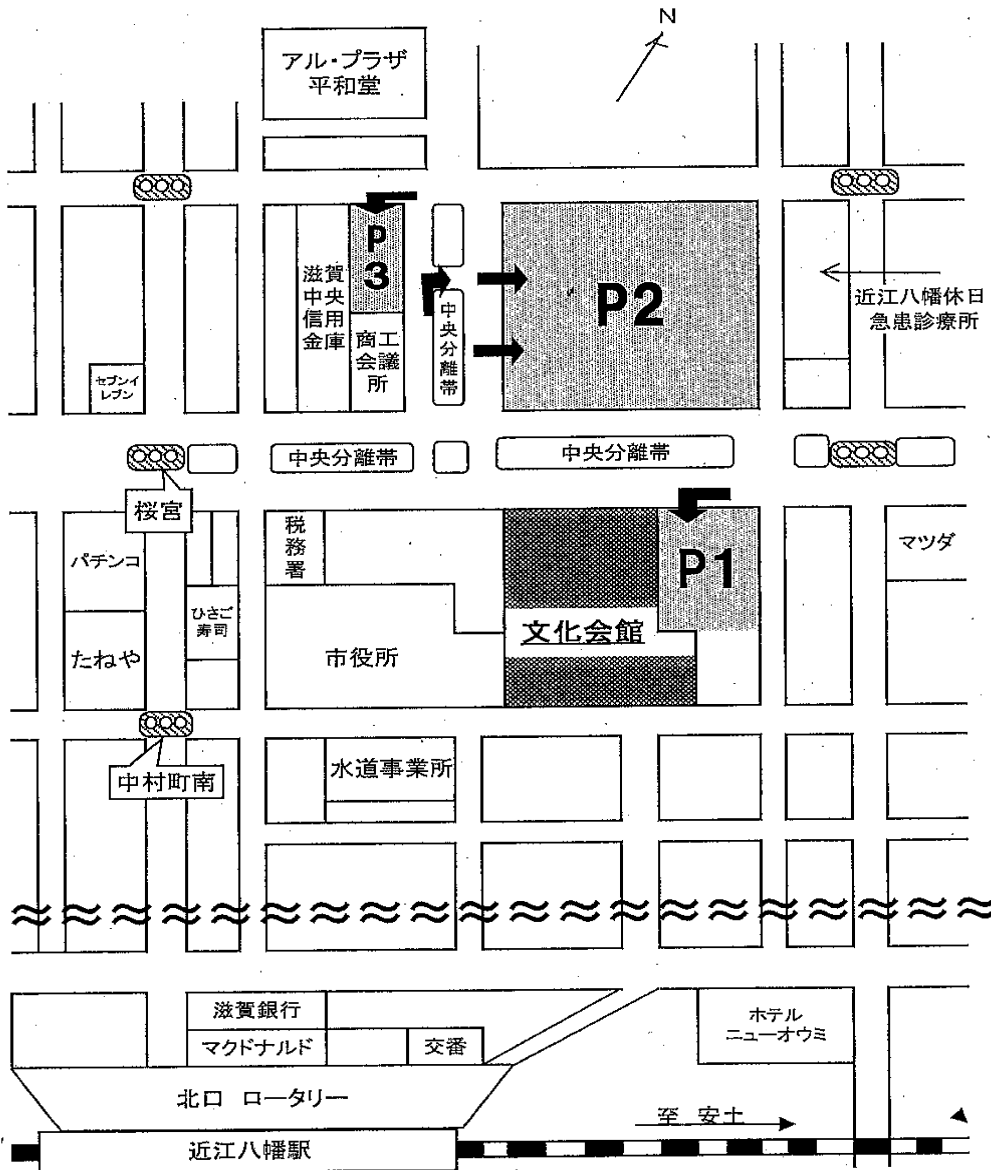 N
アル・プラザ
平和堂
P
3
滋賀
中央
信用
金庫
商工
会議
所
中央分離帯
P2
近江八幡休日
急患診療所
セブンイ
レブン
中央分離帯
中央分離帯
桜宮
パチンコ
たねや
ひさご
寿司
税務署
市役所
文化会館
P1
マツダ
中村町南
水道事業所
滋賀銀行
マクドナルド
交番
ホテル
ニューオウミ
北口 ロータリー
至 安土
近江八幡駅